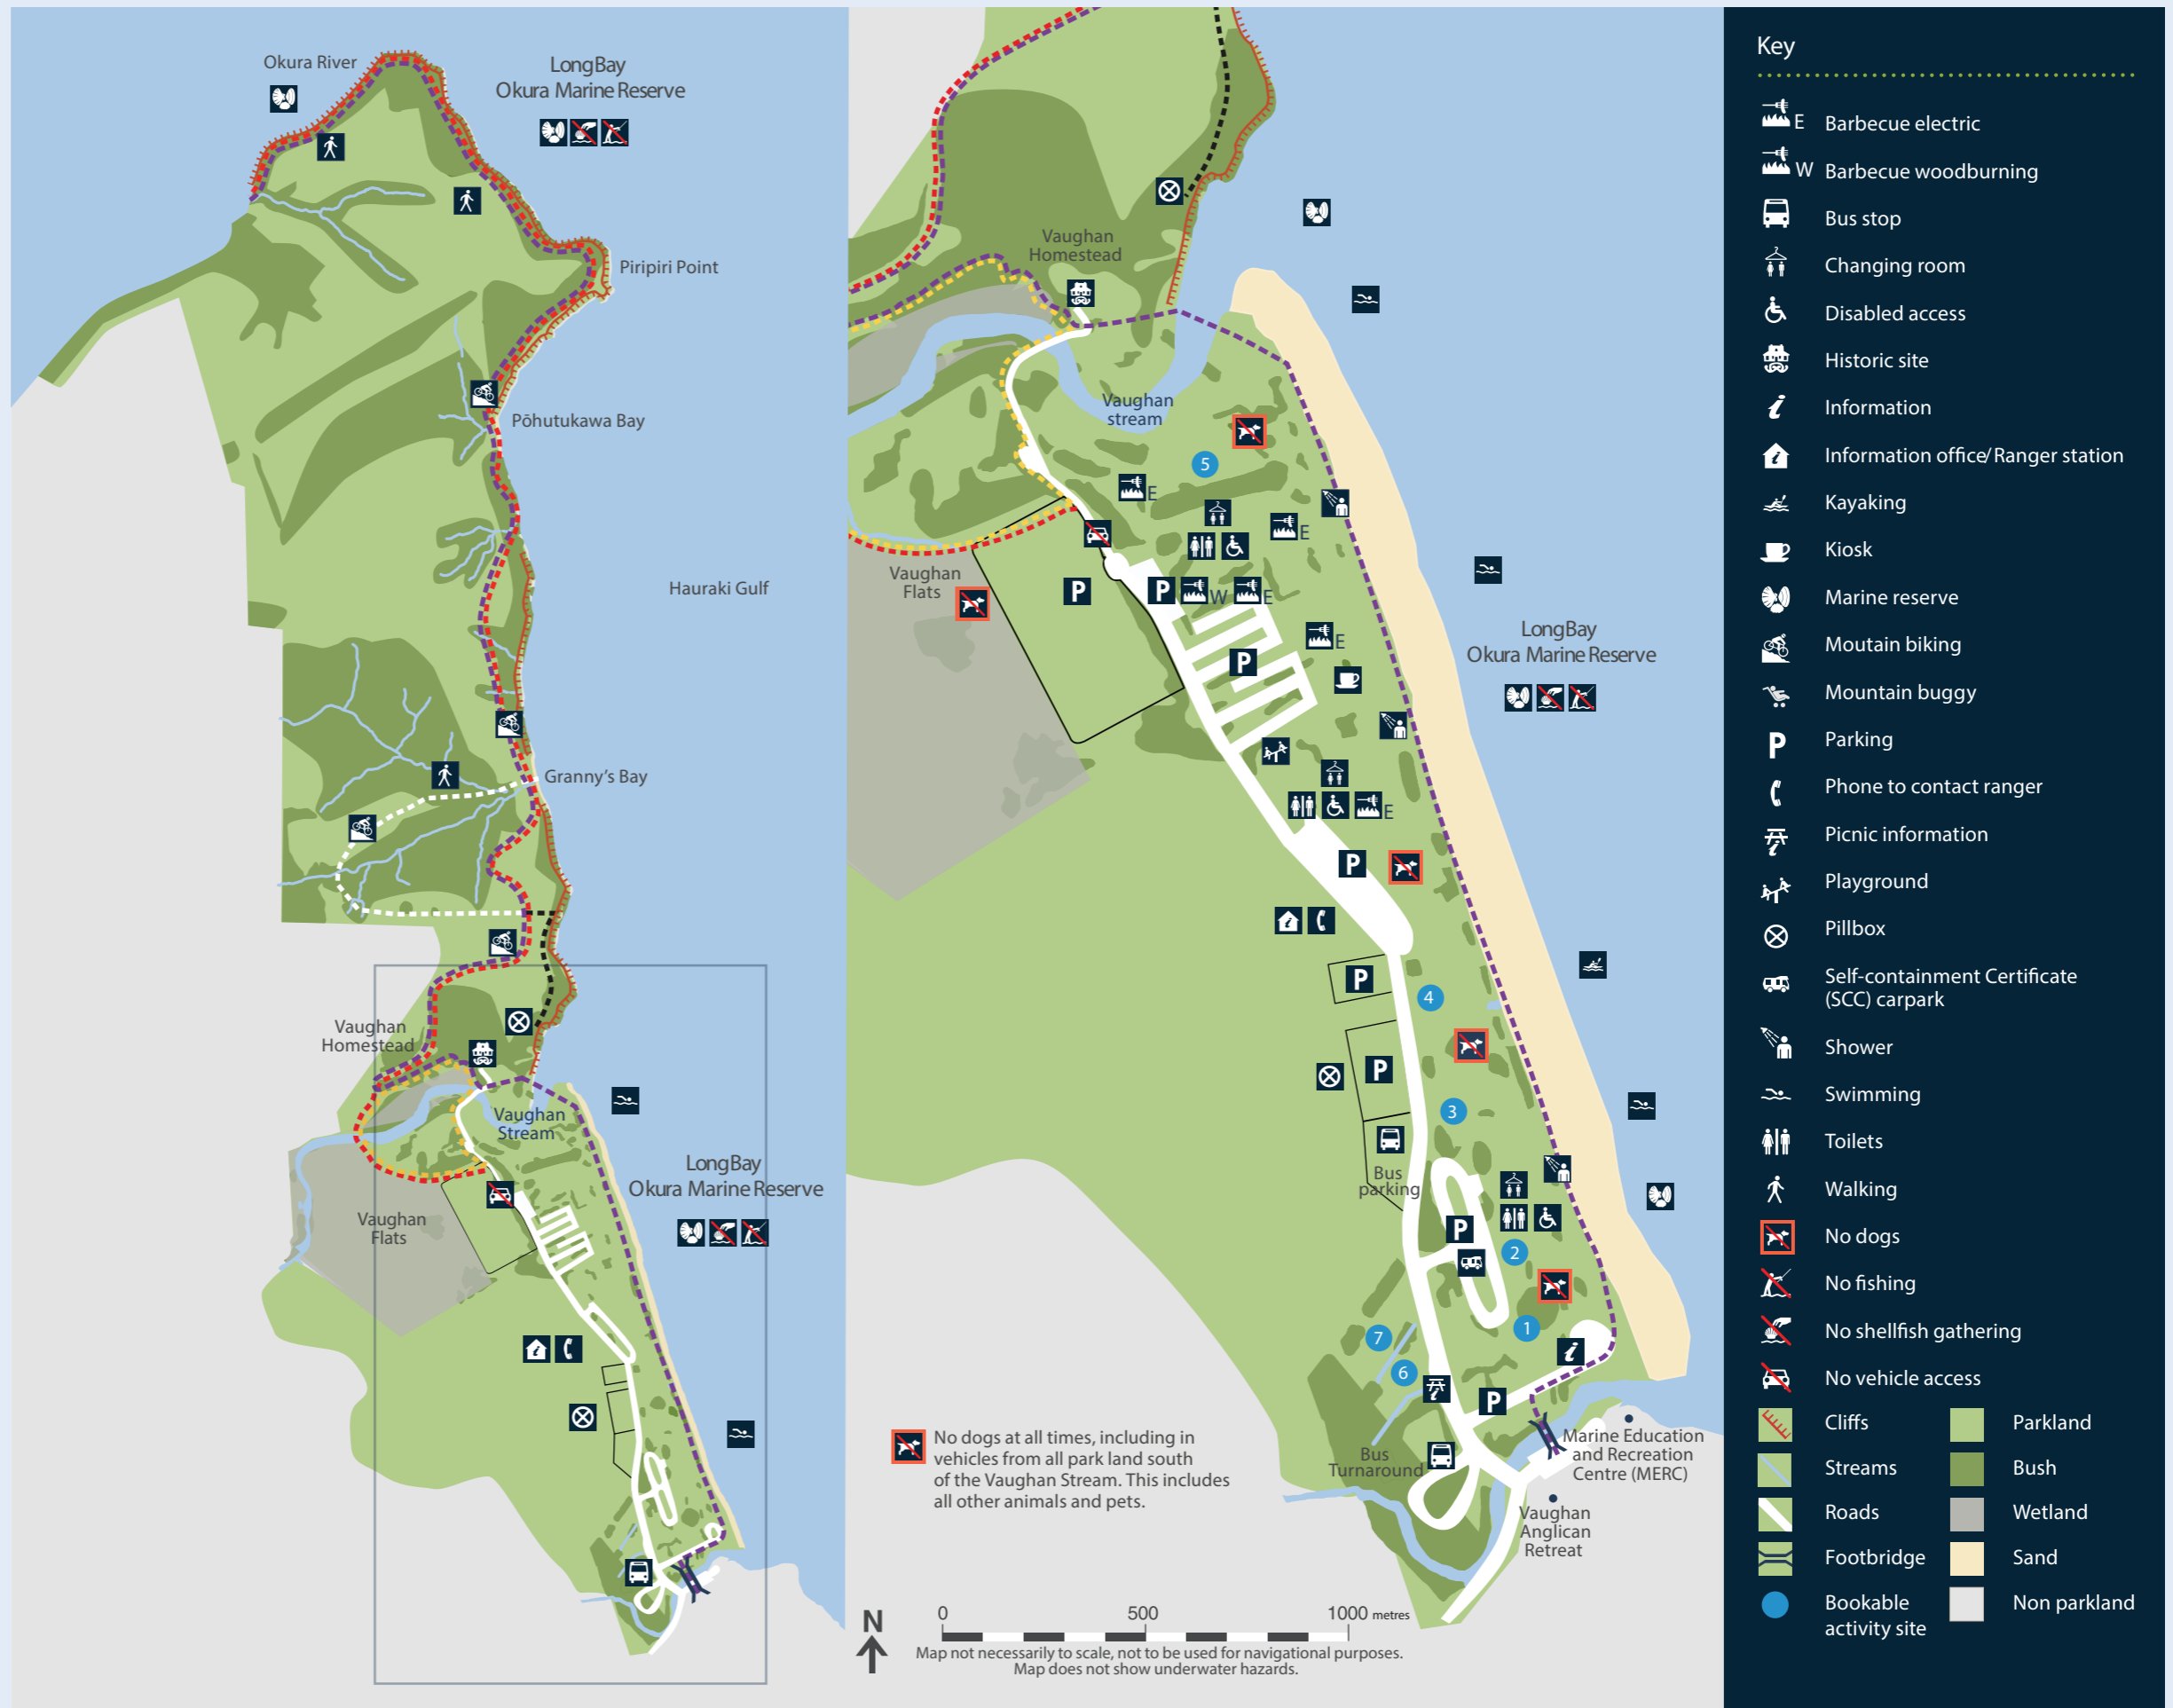 Okura River
LongBay
Okura Marine Reserve
Piripiri Point
Pōhutukawa Bay
Hauraki Gulf
Granny's Bay
Vaughan
Homestead
Vaughan
Stream
LongBay
Okura Marine Reserve
Vaughan
Flats
Vaughan
Homestead
Vaughan
stream
5
E
E
Vaughan
Flats
P
P
W
E
E
P
LongBay
Okura Marine Reserve
E
P
P
4
P
3
Bus
parking
P
2
1
7
6
P
Bus
Turnaround
Marine Education
and Recreation
Centre (MERC)
Vaughan
Anglican
Retreat
No dogs at all times, including in
vehicles from all park land south
of the Vaughan Stream. This includes
all other animals and pets.
N
0 500 1000 metres
Map not necessarily to scale, not to be used for navigational purposes.
Map does not show underwater hazards.
Key
E Barbecue electric
W Barbecue woodburning
Bus stop
Changing room
Disabled access
Historic site
Information
Information office/Ranger station
Kayaking
Kiosk
Marine reserve
Moutain biking
Mountain buggy
P Parking
Phone to contact ranger
Picnic information
Playground
Pillbox
Self-containment Certificate
(SCC) carpark
Shower
Swimming
Toilets
Walking
No dogs
No fishing
No shellfish gathering
No vehicle access
Cliffs Parkland
Streams Bush
Roads Wetland
Footbridge Sand
Bookable Non parkland
activity site